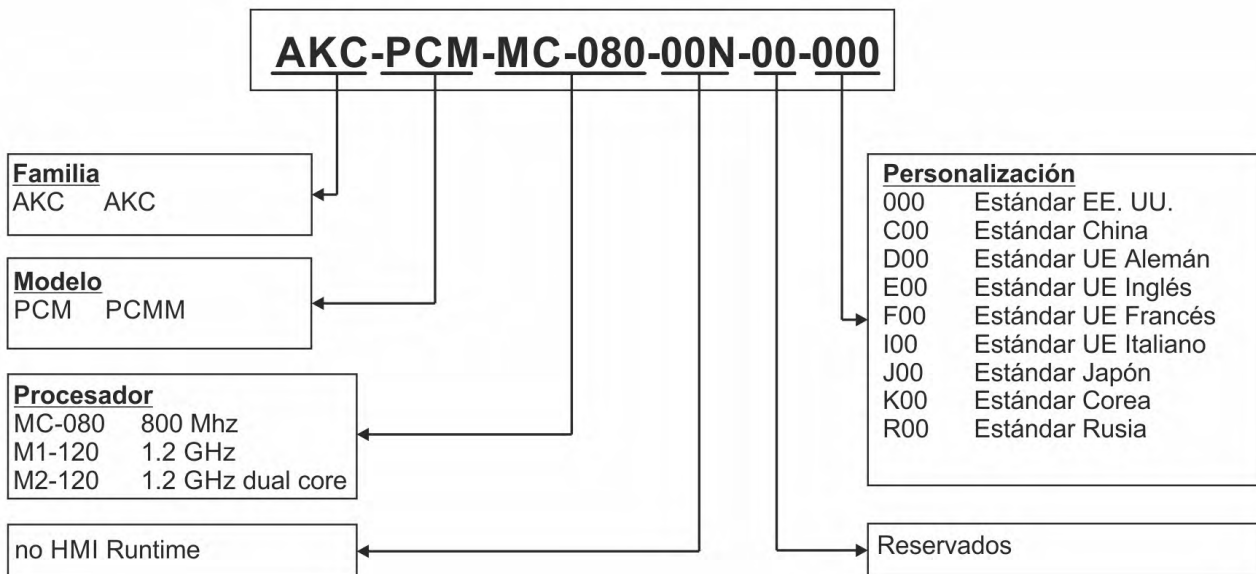 AKC-PCM-MC-080-00N-00-000
Familia
AKC AKC
Modelo
PCM PCMM
Procesador
MC-080 800 Mhz
M1-120 1.2 GHz
M2-120 1.2 GHz dual core
no HMI Runtime
Personalización
000 Estándar EE. UU.
C00 Estándar China
D00 Estándar UE Alemán
E00 Estándar UE Inglés
F00 Estándar UE Francés
I00 Estándar UE Italiano
J00 Estándar Japón
K00 Estándar Corea
R00 Estándar Rusia
Reservados